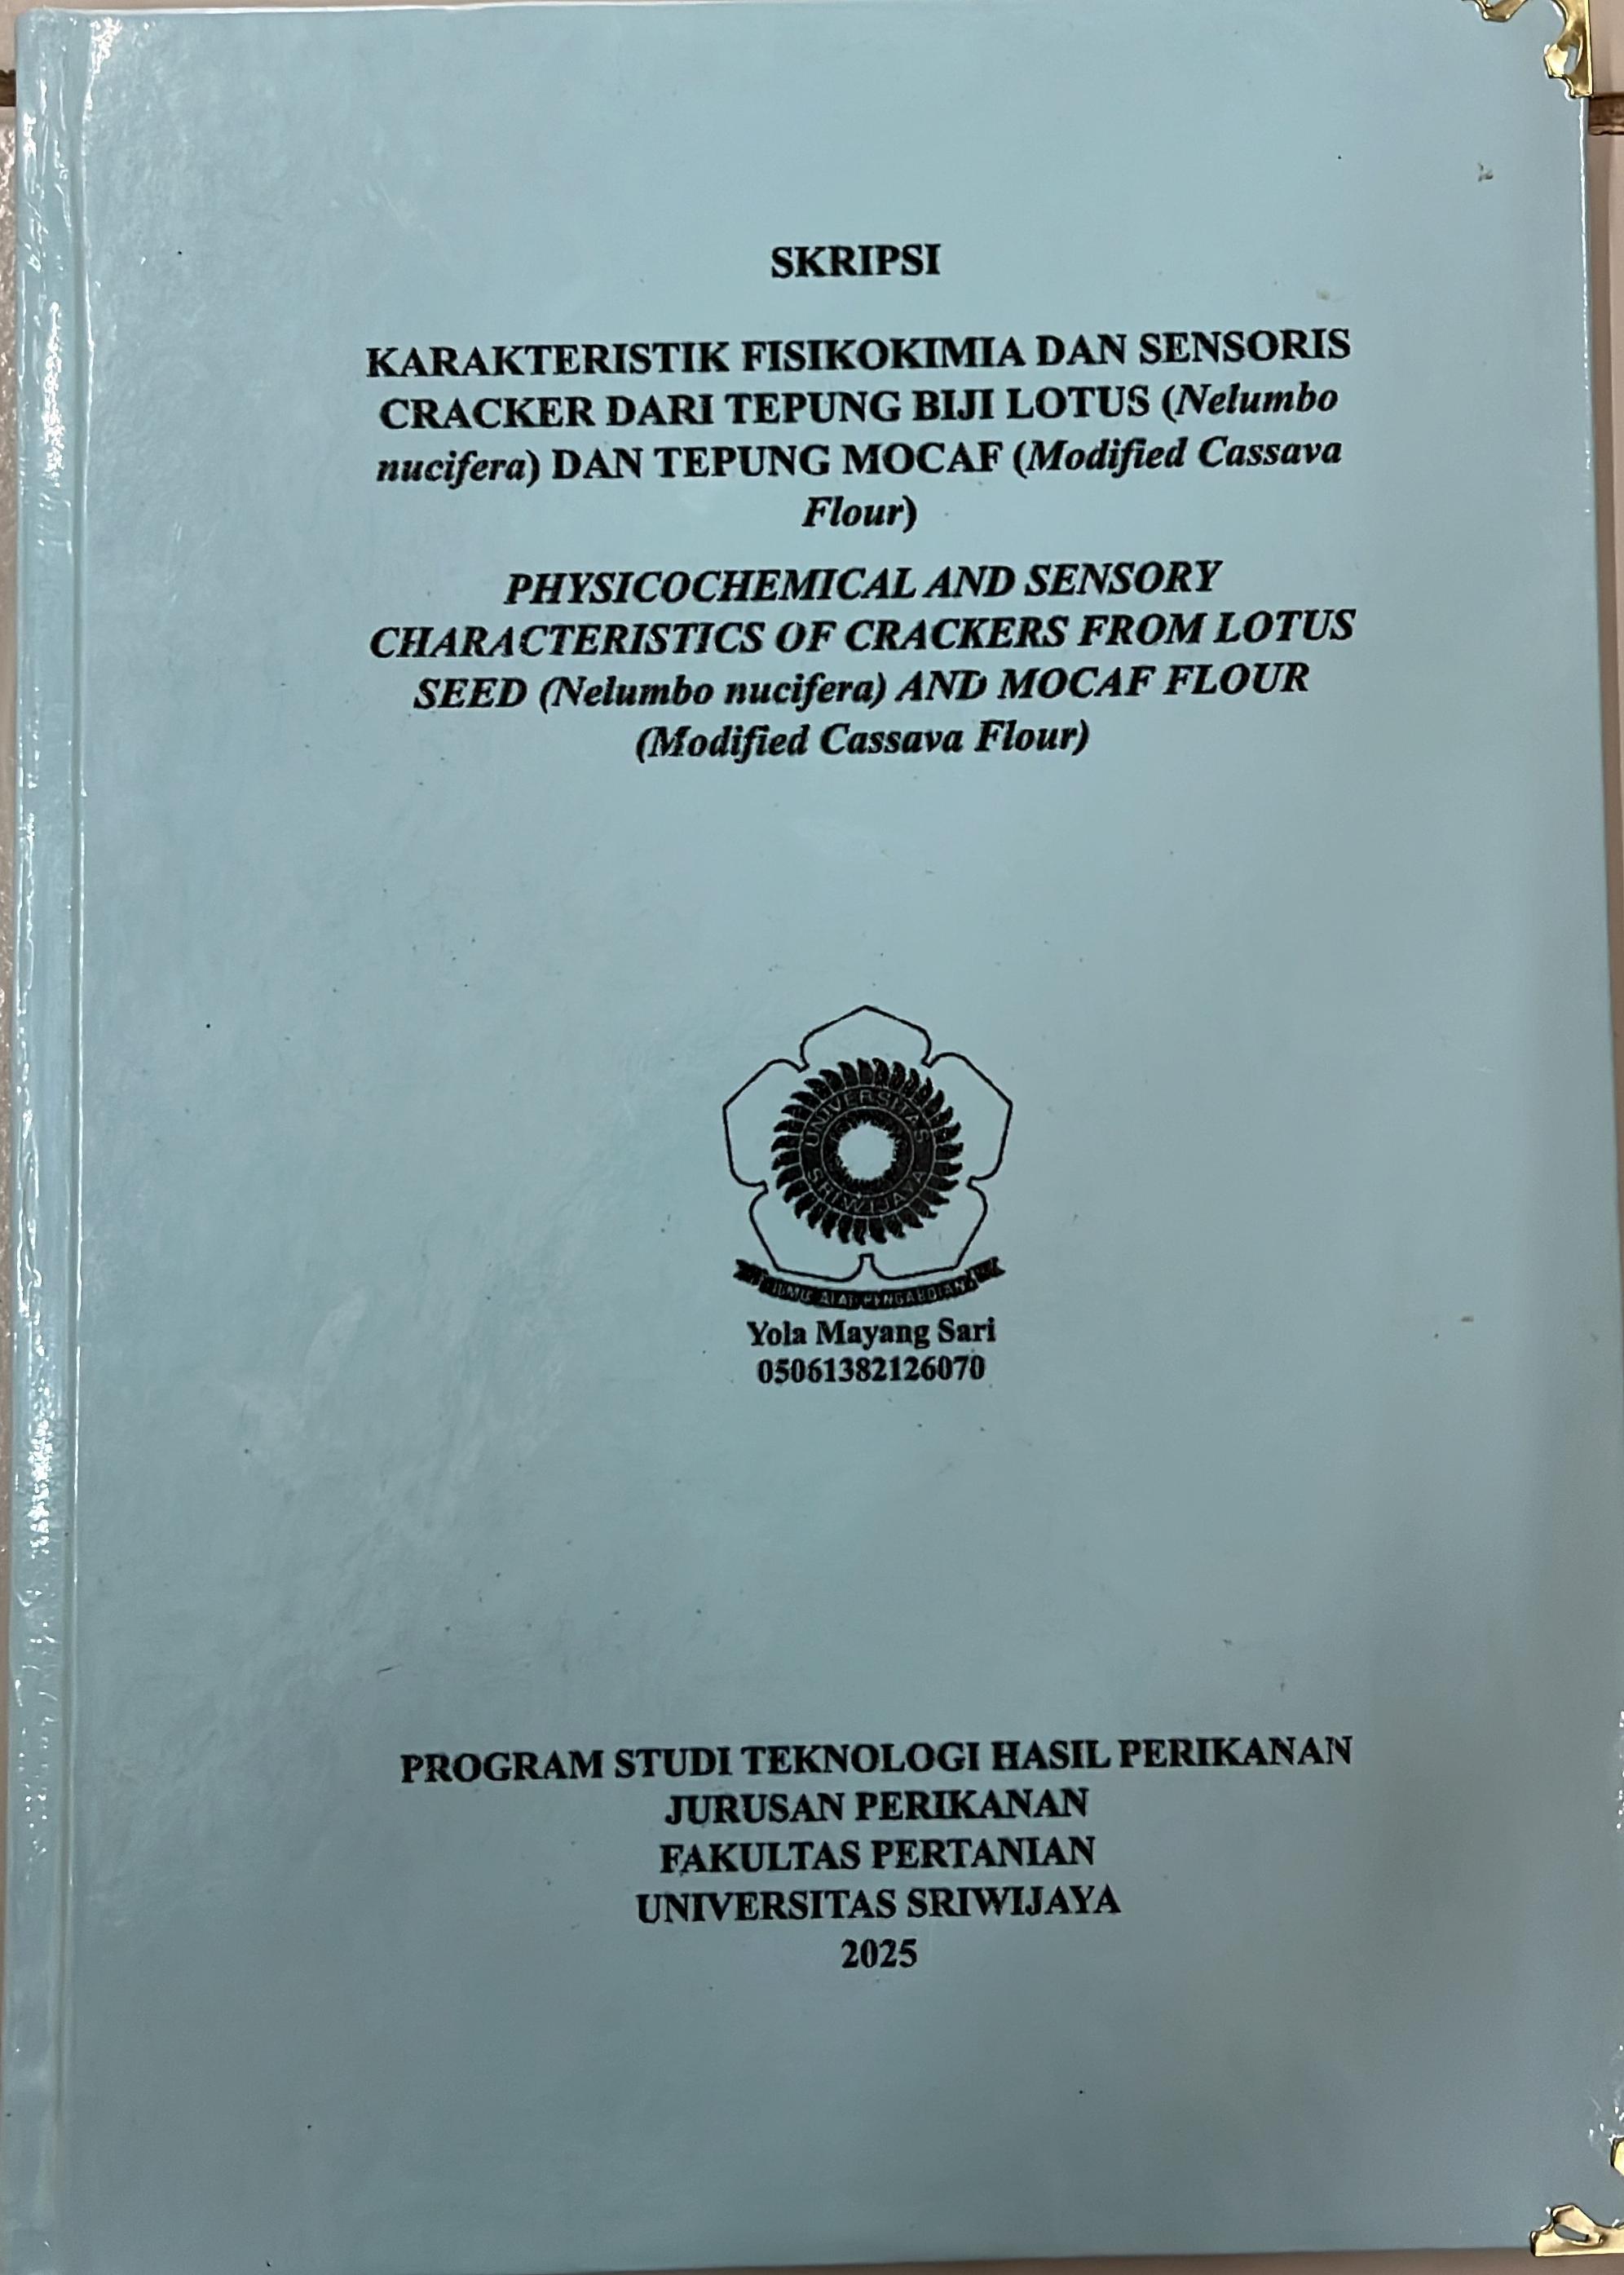 SKRIPSI
KARAKTERISTIK FISIKOKIMIA DAN SENSORIS
CRACKER DARI TEPUNG BIJI LOTUS (Nelumbo
nucifera) DAN TEPUNG MOCAF (Modified Cassava
Flour)
PHYSICOCHEMICAL AND SENSORY
CHARACTERISTICS OF CRACKERS FROM LOTUS
SEED (Nelumbo nucifera) AND MOCAF FLOUR
(Modified Cassava Flour)
UNIVERSITAS
SRIWIJAYA
ILMU ALAT PENGABDIAN
Yola Mayang Sari
05061382126070
PROGRAM STUDI TEKNOLOGI HASIL PERIKANAN
JURUSAN PERIKANAN
FAKULTAS PERTANIAN
UNIVERSITAS SRIWIJAYA
2025